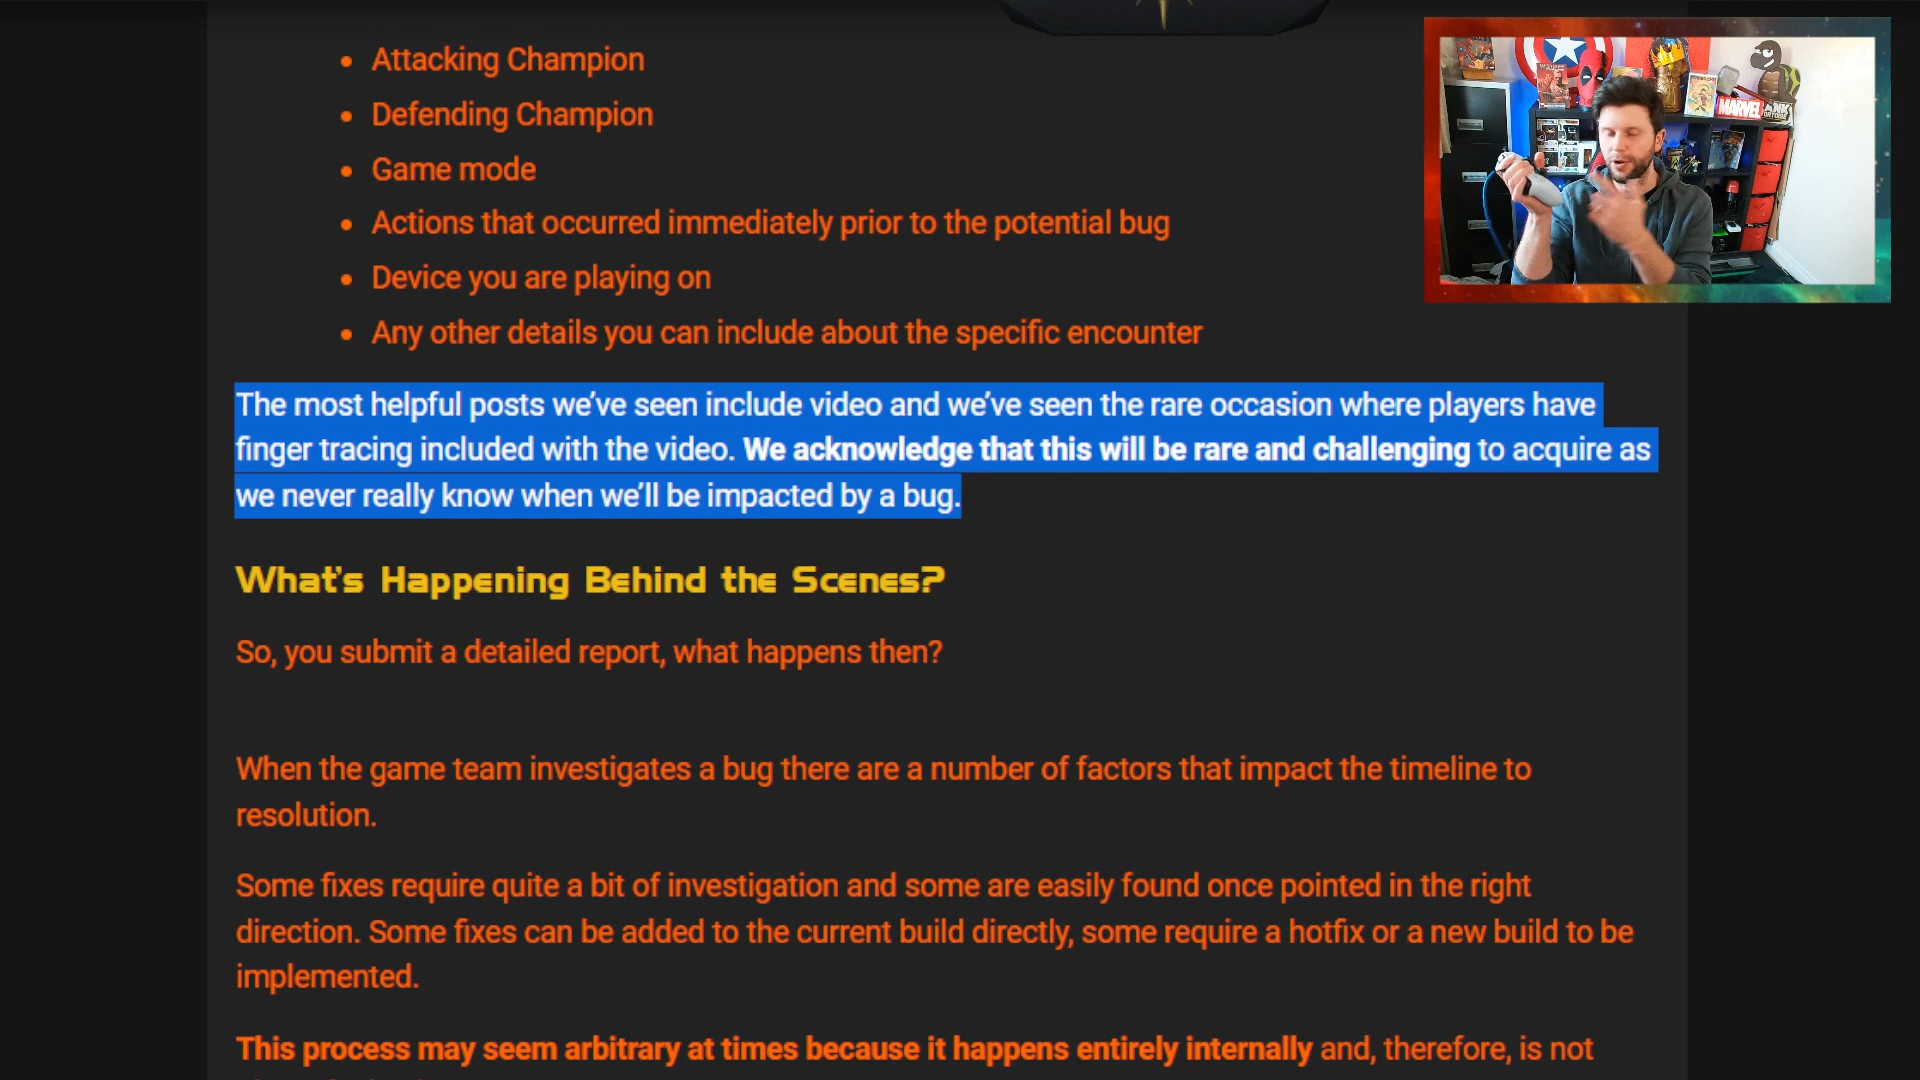 Attacking Champion
Defending Champion
Game mode
Actions that occurred immediately prior to the potential bug
Device you are playing on
Any other details you can include about the specific encounter
The most helpful posts we've seen include video and we've seen the rare occasion where players have
finger tracing included with the video. We acknowledge that this will be rare and challenging to acquire as
we never really know when we'll be impacted by a bug.
What's Happening Behind the Scenes?
So, you submit a detailed report, what happens then?
When the game team investigates a bug there are a number of factors that impact the timeline to
resolution.
Some fixes require quite a bit of investigation and some are easily found once pointed in the right
direction. Some fixes can be added to the current build directly, some require a hotfix or a new build to be
implemented.
This process may seem arbitrary at times because it happens entirely internally and, therefore, is not
MARVEL